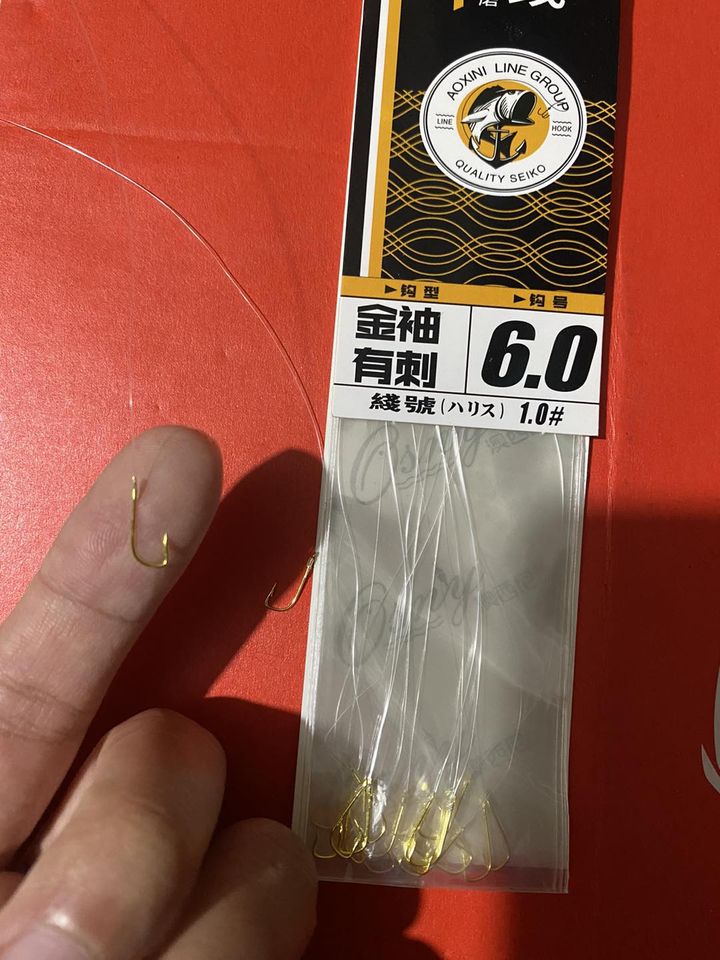 AOXINI LINE GROUP
LINE
HOOK
QUALITY SEIKO
▶钩型 ▶钩号
金袖
有刺
6.0
綫號(ハリス) 1.0#